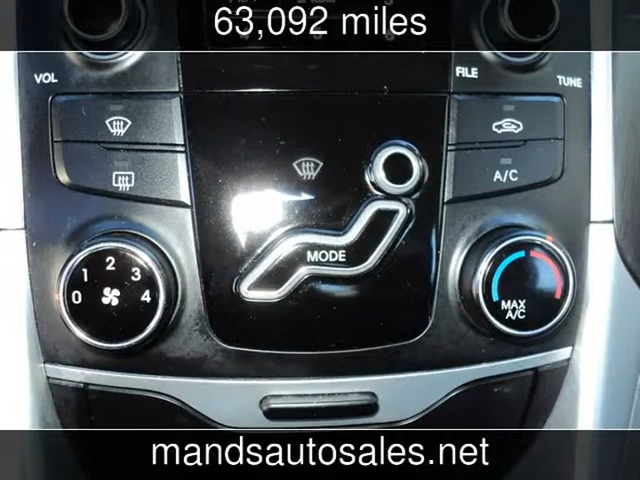 63,092 miles
VOL
FILE
TUNE
A/C
MODE
0 1 2 3 4
MAX
A/C
mandsautosales.net